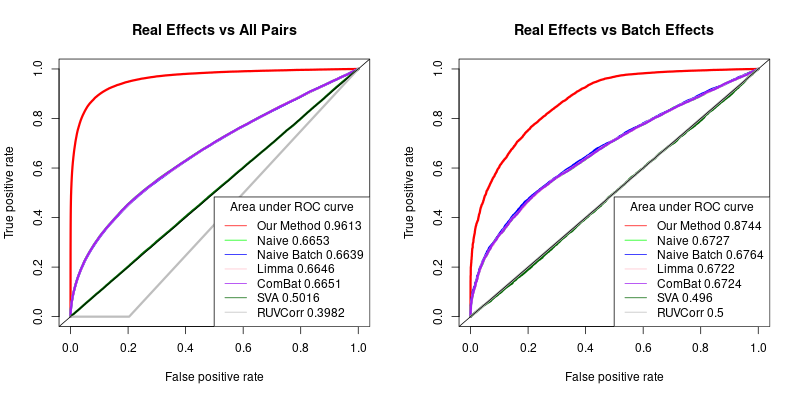 Real Effects vs All Pairs
True positive rate
1.0
0.8
0.6
0.4
0.2
0.0
Area under ROC curve
Our Method 0.9613
Naive 0.6653
Naive Batch 0.6639
Limma 0.6646
ComBat 0.6651
SVA 0.5016
RUVCorr 0.3982
0.0 0.2 0.4 0.6 0.8 1.0
False positive rate
Real Effects vs Batch Effects
True positive rate
1.0
0.8
0.6
0.4
0.2
0.0
Area under ROC curve
Our Method 0.8744
Naive 0.6727
Naive Batch 0.6764
Limma 0.6722
ComBat 0.6724
SVA 0.496
RUVCorr 0.5
0.0 0.2 0.4 0.6 0.8 1.0
False positive rate